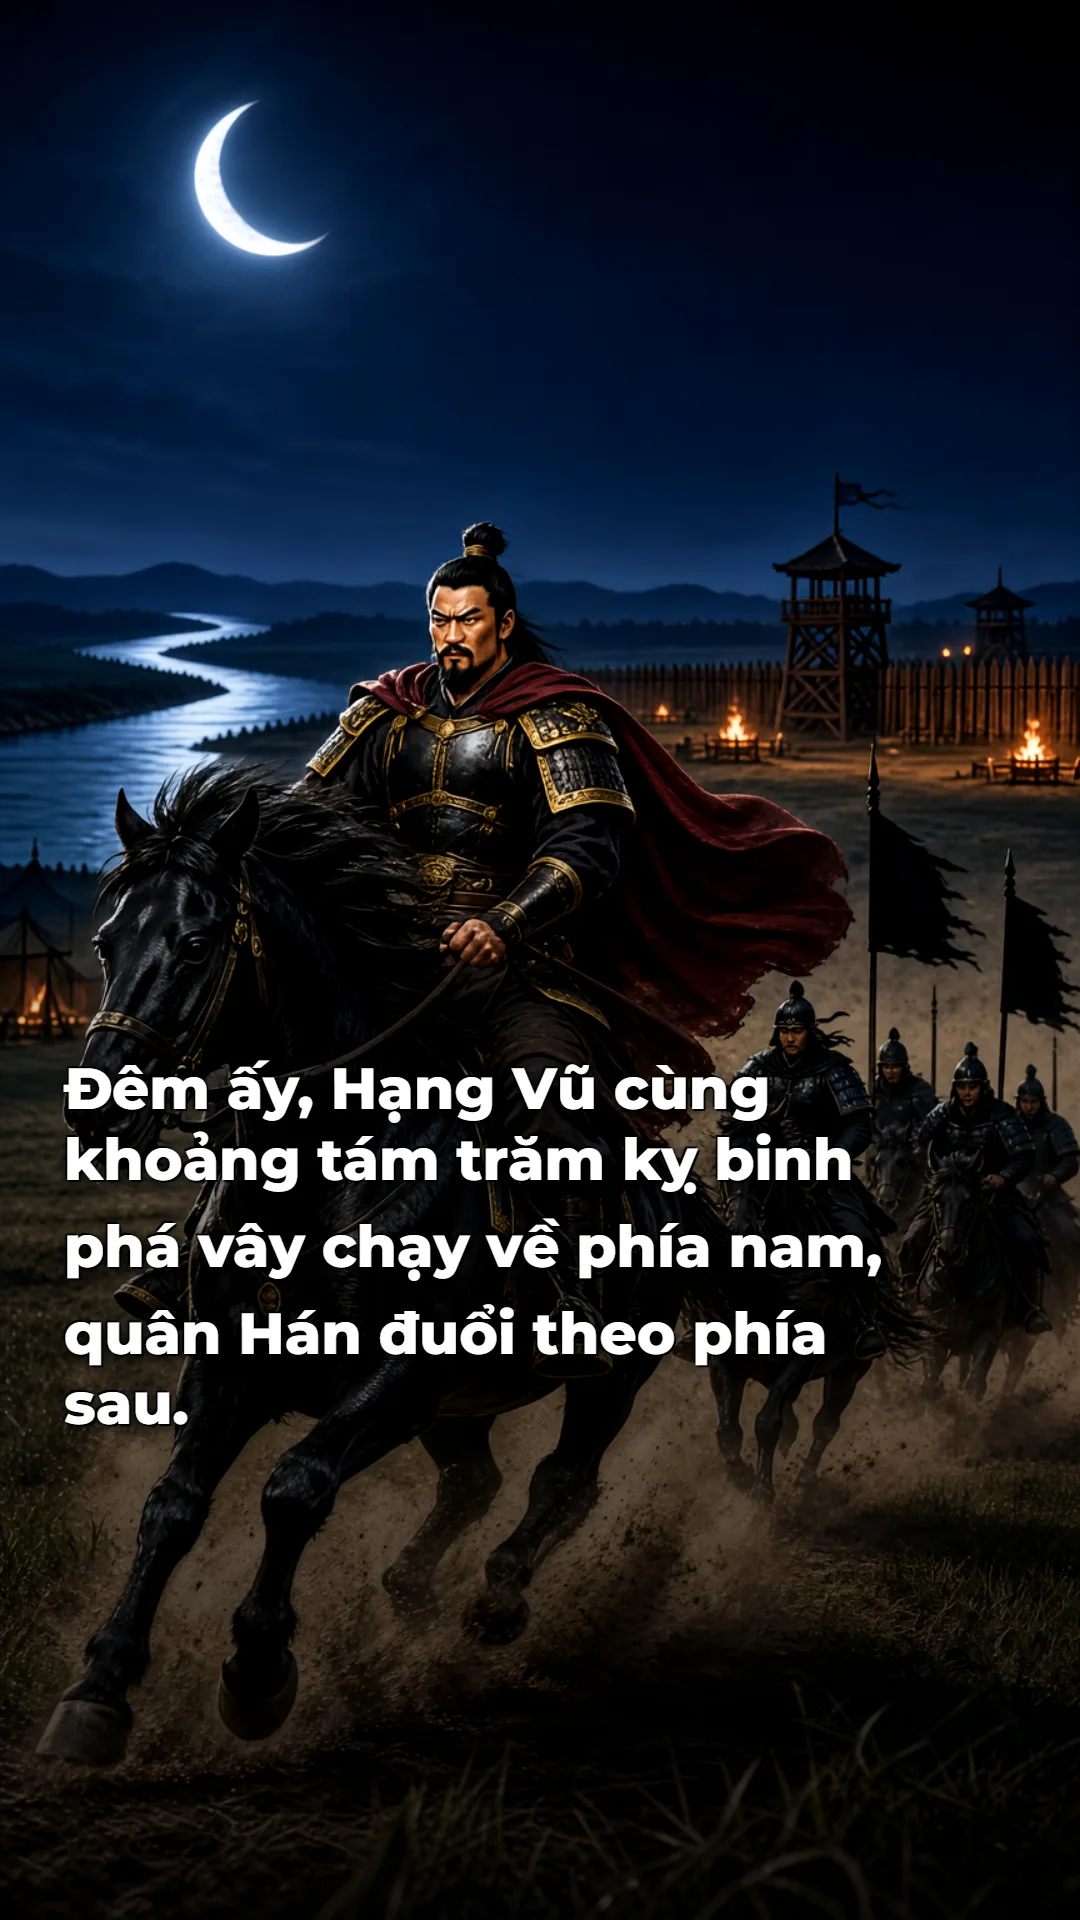 Đêm ấy, Hạng Vũ cùng
khoảng tám trăm kỵ binh
phá vây chạy về phía nam,
quân Hán đuổi theo phía
sau.